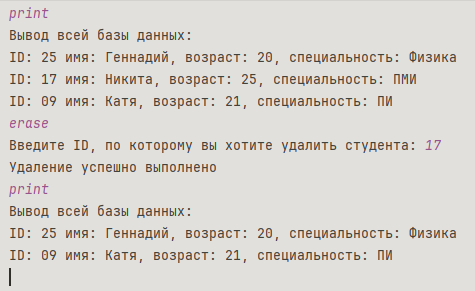 print
Вывод всей базы данных:
ID: 25 имя: Геннадий, возраст: 20, специальность: Физика
ID: 17 имя: Никита, возраст: 25, специальность: ПМИ
ID: 09 имя: Катя, возраст: 21, специальность: ПИ
erase
Введите ID, по которому вы хотите удалить студента: 17
Удаление успешно выполнено
print
Вывод всей базы данных:
ID: 25 имя: Геннадий, возраст: 20, специальность: Физика
ID: 09 имя: Катя, возраст: 21, специальность: ПИ